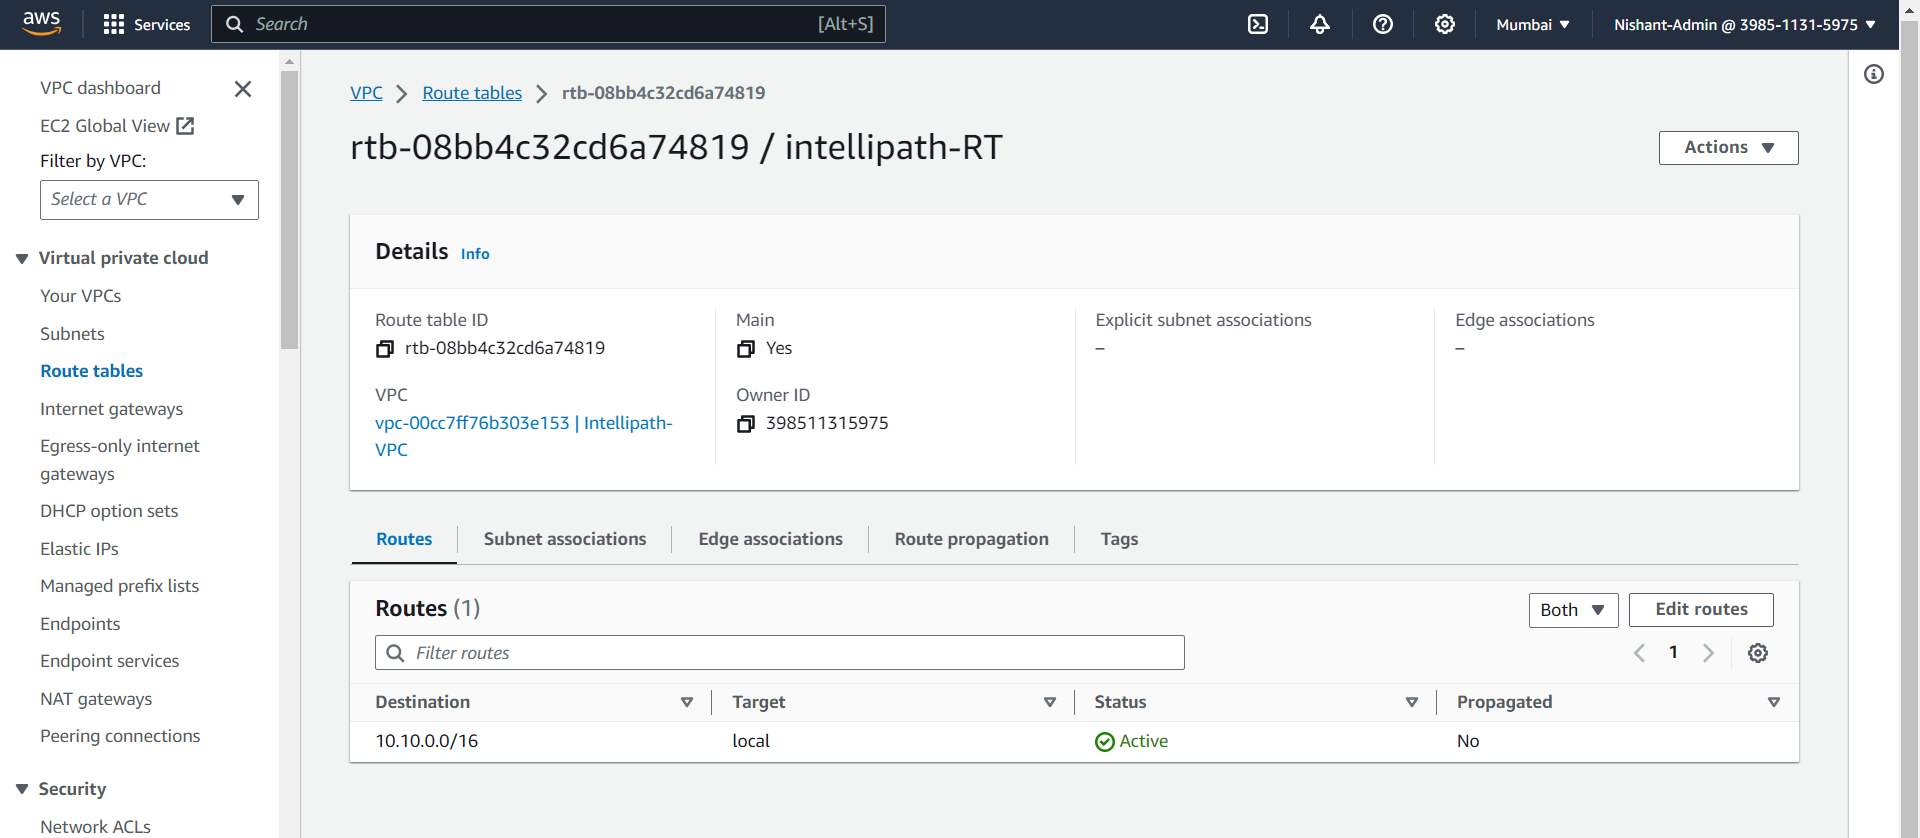 aws
Services
Search
[Alt+S]
Mumbai
Nishant-Admin @ 3985-1131-5975
VPC dashboard
EC2 Global View
Filter by VPC:
Select a VPC
Virtual private cloud
Your VPCs
Subnets
Route tables
Internet gateways
Egress-only internet
gateways
DHCP option sets
Elastic IPs
Managed prefix lists
Endpoints
Endpoint services
NAT gateways
Peering connections
Security
Network ACLs
VPC > Route tables > rtb-08bb4c32cd6a74819
rtb-08bb4c32cd6a74819 / intellipath-RT
Actions
Details Info
Route table ID
rtb-08bb4c32cd6a74819
Main
Yes
Explicit subnet associations
–
Edge associations
–
VPC
vpc-00cc7ff76b303e153 | Intellipath-
VPC
Owner ID
398511315975
Routes
Subnet associations
Edge associations
Route propagation
Tags
Routes (1)
Both
Edit routes
Filter routes
1
Destination Target Status Propagated
10.10.0.0/16 local Active No